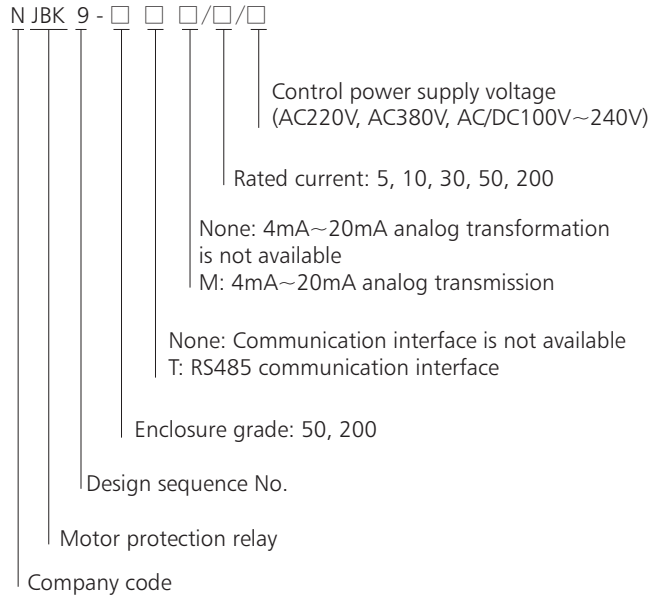 N JBK 9 - □ □ □/□/□
Control power supply voltage
(AC220V, AC380V, AC/DC100V~240V)
Rated current: 5, 10, 30, 50, 200
None: 4mA~20mA analog transformation
is not available
M: 4mA~20mA analog transmission
None: Communication interface is not available
T: RS485 communication interface
Enclosure grade: 50, 200
Design sequence No.
Motor protection relay
Company code